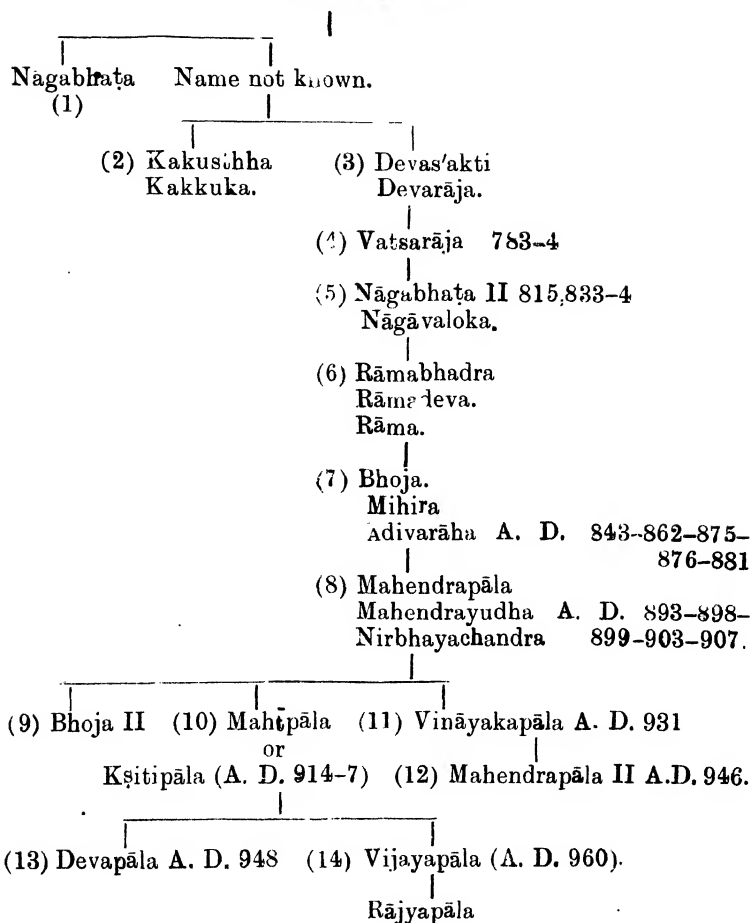 Nāgabhaṭa Name not known.
(1)
(2) Kakusthha (3) Devas'akti
Kakkuka. Devarāja.
(4) Vatsarāja 783-4
(5) Nāgabhaṭa II 815,833-4
Nāgāvaloka.
(6) Rāmabhadra
Rāmadeva.
Rāma.
(7) Bhoja.
Mihira
Adivarāha A. D. 843-862-875-
876-881
(8) Mahendrapāla
Mahendrayudha A. D. 893-898-
Nirbhayachandra 899-903-907.
(9) Bhoja II (10) Mahīpāla (11) Vināyakapāla A. D. 931
or
Kṣitipāla (A. D. 914-7) (12) Mahendrapāla II A.D. 946.
(13) Devapāla A. D. 948 (14) Vijayapāla (A. D. 960).
Rājyapāla